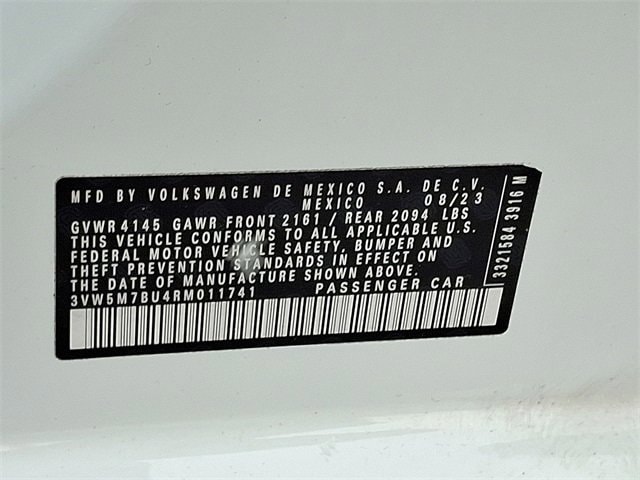 MFD BY VOLKSWAGEN DE MEXICO S.A. DE C.V.
MEXICO 08/23
GVWR 4145 GAWR FRONT 2161 / REAR 2094 LBS
THIS VEHICLE CONFORMS TO ALL APPLICABLE U.S.
FEDERAL MOTOR VEHICLE SAFETY, BUMPER AND
THEFT PREVENTION STANDARDS IN EFFECT ON
THE DATE OF MANUFACTURE SHOWN ABOVE.
3VW5M7BU4RM011741 PASSENGER CAR
3321584 3916 M